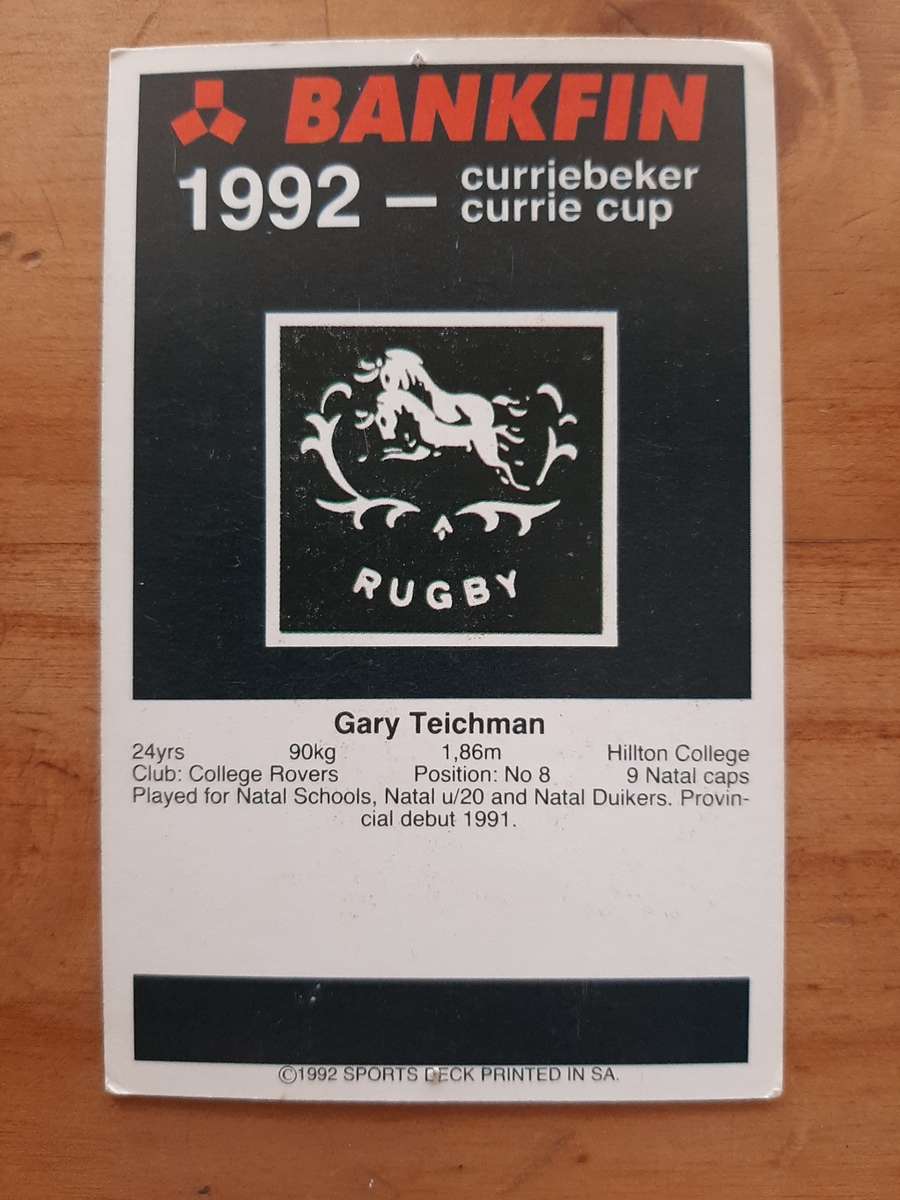 BANKFIN
1992 – curriebeker
currie cup
RUGBY
Gary Teichman
24yrs 90kg 1,86m Hillton College
Club: College Rovers Position: No 8 9 Natal caps
Played for Natal Schools, Natal u/20 and Natal Duikers. Provin-
cial debut 1991.
©1992 SPORTS DECK PRINTED IN SA.